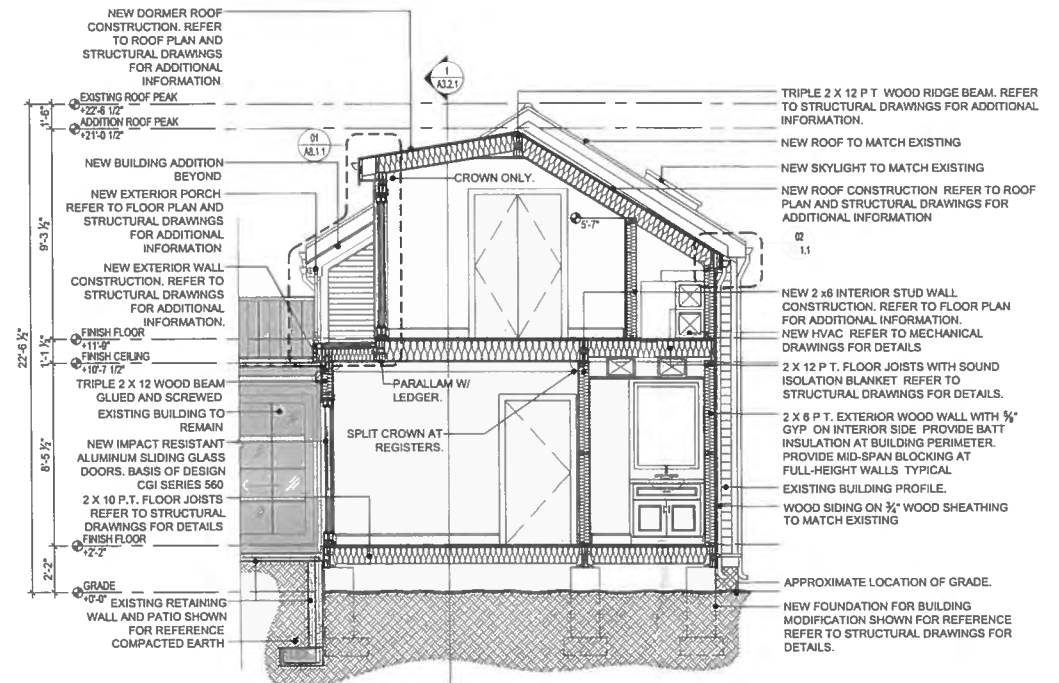 NEW DORMER ROOF
CONSTRUCTION. REFER
TO ROOF PLAN AND
STRUCTURAL DRAWINGS
FOR ADDITIONAL
INFORMATION
EXISTING ROOF PEAK
+22'-6 1/2"
ADDITION ROOF PEAK
+21'-0 1/2"
NEW BUILDING ADDITION
BEYOND
NEW EXTERIOR PORCH
REFER TO FLOOR PLAN AND
STRUCTURAL DRAWINGS
FOR ADDITIONAL
INFORMATION
NEW EXTERIOR WALL
CONSTRUCTION. REFER TO
STRUCTURAL DRAWINGS
FOR ADDITIONAL
INFORMATION.
FINISH FLOOR
+11'-9"
FINISH CEILING
+10'-7 1/2"
TRIPLE 2 X 12 WOOD BEAM
GLUED AND SCREWED
EXISTING BUILDING TO
REMAIN
NEW IMPACT RESISTANT
ALUMINUM SLIDING GLASS
DOORS. BASIS OF DESIGN
CGI SERIES 560
2 X 10 P.T. FLOOR JOISTS
REFER TO STRUCTURAL
DRAWINGS FOR DETAILS
FINISH FLOOR
+2'-2"
GRADE
+0'-0"
EXISTING RETAINING
WALL AND PATIO SHOWN
FOR REFERENCE
COMPACTED EARTH
1'-6"
9'-3 ½"
1'-1 ½"
8'-5 ½"
2'-2"
22'-6 ½"
1
A3.2.1
01
A8.1.1
CROWN ONLY.
5'-7"
PARALLAM W/
LEDGER.
SPLIT CROWN AT
REGISTERS.
02
1.1
TRIPLE 2 X 12 P T WOOD RIDGE BEAM. REFER
TO STRUCTURAL DRAWINGS FOR ADDITIONAL
INFORMATION.
NEW ROOF TO MATCH EXISTING
NEW SKYLIGHT TO MATCH EXISTING
NEW ROOF CONSTRUCTION REFER TO ROOF
PLAN AND STRUCTURAL DRAWINGS FOR
ADDITIONAL INFORMATION
NEW 2 x6 INTERIOR STUD WALL
CONSTRUCTION. REFER TO FLOOR PLAN
FOR ADDITIONAL INFORMATION.
NEW HVAC REFER TO MECHANICAL
DRAWINGS FOR DETAILS
2 X 12 P T. FLOOR JOISTS WITH SOUND
ISOLATION BLANKET REFER TO
STRUCTURAL DRAWINGS FOR DETAILS.
2 X 6 P T. EXTERIOR WOOD WALL WITH ⅝"
GYP ON INTERIOR SIDE PROVIDE BATT
INSULATION AT BUILDING PERIMETER.
PROVIDE MID-SPAN BLOCKING AT
FULL-HEIGHT WALLS TYPICAL
EXISTING BUILDING PROFILE.
WOOD SIDING ON ¾" WOOD SHEATHING
TO MATCH EXISTING
APPROXIMATE LOCATION OF GRADE.
NEW FOUNDATION FOR BUILDING
MODIFICATION SHOWN FOR REFERENCE
REFER TO STRUCTURAL DRAWINGS FOR
DETAILS.